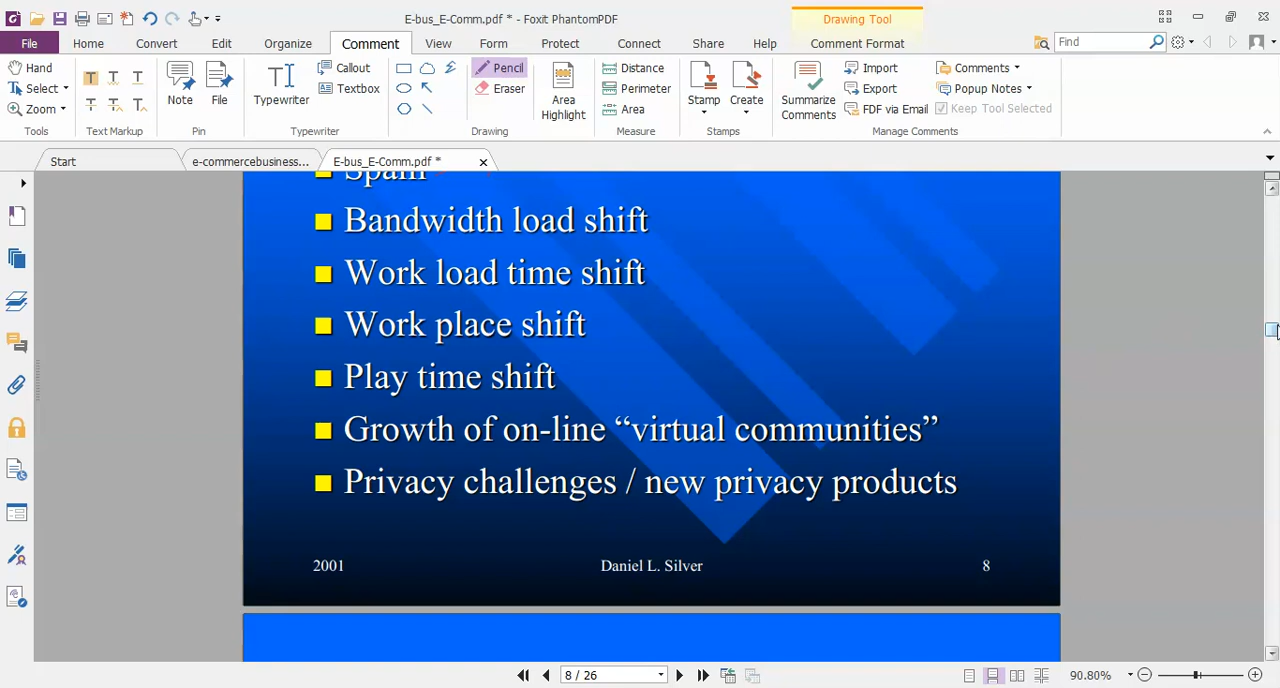 E-bus_E-Comm.pdf * - Foxit PhantomPDF
Drawing Tool
File Home Convert Edit Organize Comment View Form Protect Connect Share Help Comment Format Find
Hand
Select
Zoom
Tools
T T T
T T T
Text Markup
Note File
Pin
Typewriter
Callout
Textbox
Typewriter
Pencil
Eraser
Drawing
Area Highlight
Distance
Perimeter
Area
Measure
Stamp Create
Stamps
Summarize Comments
Import
Export
FDF via Email
Comments
Popup Notes
Keep Tool Selected
Manage Comments
Start e-commercebusiness... E-bus_E-Comm.pdf *
Spam
Bandwidth load shift
Work load time shift
Work place shift
Play time shift
Growth of on-line “virtual communities”
Privacy challenges / new privacy products
2001 Daniel L. Silver 8
8 / 26 90.80%